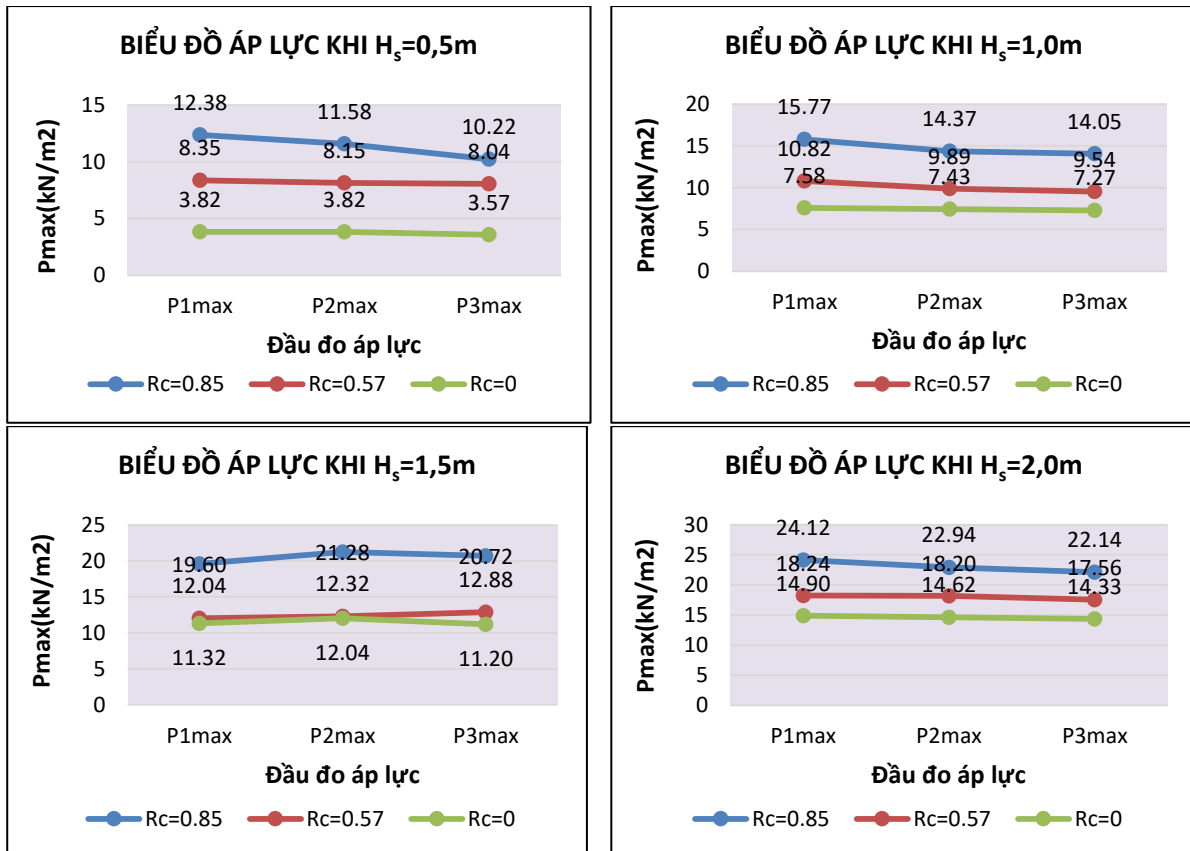 BIỂU ĐỒ ÁP LỰC KHI Hs=0,5m
Pmax(kN/m2)
15
10
5
0
12.38 11.58 10.22
8.35 8.15 8.04
3.82 3.82 3.57
P1max P2max P3max
Đầu đo áp lực
Rc=0.85 Rc=0.57 Rc=0
BIỂU ĐỒ ÁP LỰC KHI Hs=1,0m
Pmax(kN/m2)
20
15
10
5
0
15.77 14.37 14.05
10.82 9.89 9.54
7.58 7.43 7.27
P1max P2max P3max
Đầu đo áp lực
Rc=0.85 Rc=0.57 Rc=0
BIỂU ĐỒ ÁP LỰC KHI Hs=1,5m
Pmax(kN/m2)
25
20
15
10
5
0
19.60 21.28 20.72
12.04 12.32 12.88
11.32 12.04 11.20
P1max P2max P3max
Đầu đo áp lực
Rc=0.85 Rc=0.57 Rc=0
BIỂU ĐỒ ÁP LỰC KHI Hs=2,0m
Pmax(kN/m2)
30
25
20
15
10
5
0
24.12 22.94 22.14
18.24 18.20 17.56
14.90 14.62 14.33
P1max P2max P3max
Đầu đo áp lực
Rc=0.85 Rc=0.57 Rc=0